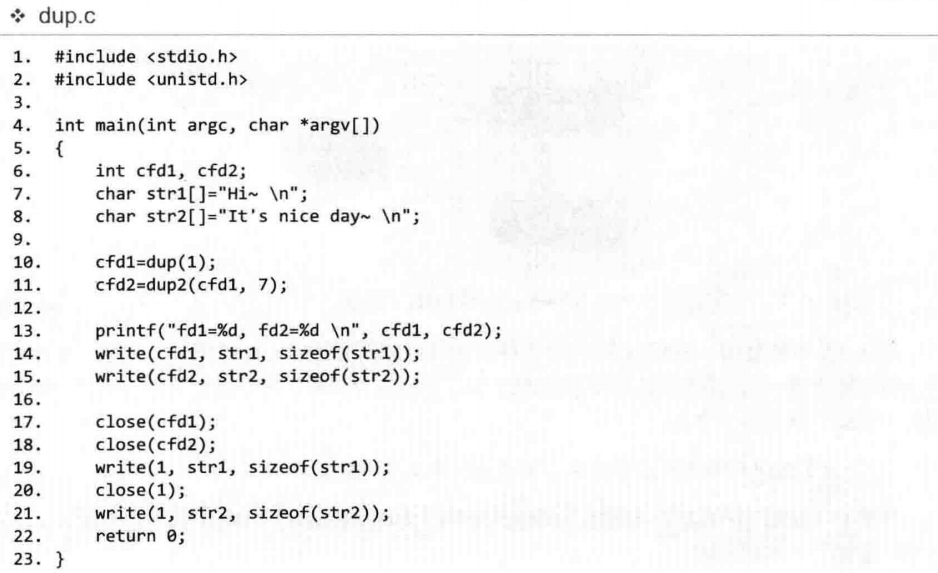 ❖ dup.c
1. #include <stdio.h>
2. #include <unistd.h>
3.
4. int main(int argc, char *argv[])
5. {
6. int cfd1, cfd2;
7. char str1[]="Hi~ \n";
8. char str2[]="It's nice day~ \n";
9.
10. cfd1=dup(1);
11. cfd2=dup2(cfd1, 7);
12.
13. printf("fd1=%d, fd2=%d \n", cfd1, cfd2);
14. write(cfd1, str1, sizeof(str1));
15. write(cfd2, str2, sizeof(str2));
16.
17. close(cfd1);
18. close(cfd2);
19. write(1, str1, sizeof(str1));
20. close(1);
21. write(1, str2, sizeof(str2));
22. return 0;
23. }